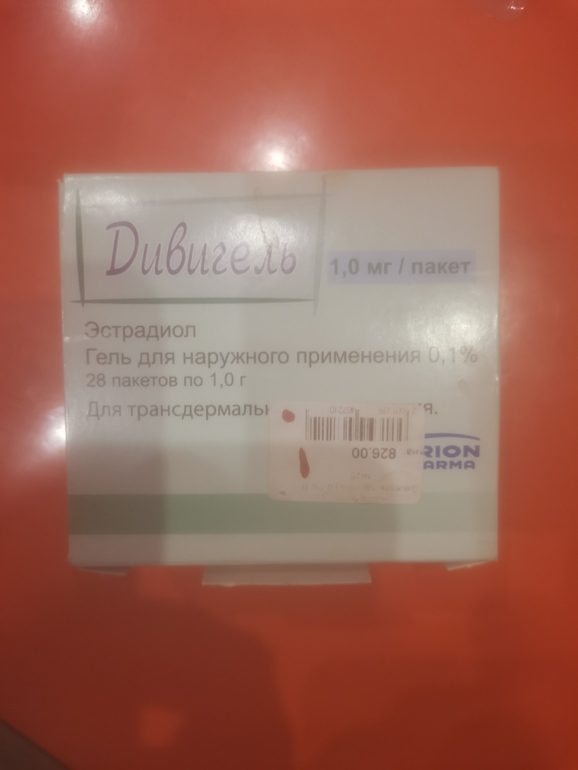 Дивигель
1,0 мг / пакет
Эстрадиол
Гель для наружного применения 0,1%
28 пакетов по 1,0 г
Для
826.00
RION
ARMA